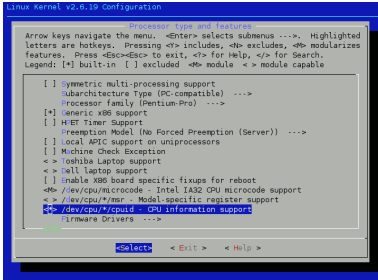 Linux Kernel v2.6.19 Configuration
Processor type and features
Arrow keys navigate the menu. <Enter> selects submenus --->. Highlighted
letters are hotkeys. Pressing <Y> includes, <N> excludes, <M> modularizes
features. Press <Esc><Esc> to exit, <?> for Help, </> for Search.
Legend: [*] built-in [ ] excluded <M> module < > module capable
[ ] Symmetric multi-processing support
Subarchitecture Type (PC-compatible) --->
Processor family (Pentium-Pro) --->
[*] Generic x86 support
[ ] HPET Timer Support
Preemption Model (No Forced Preemption (Server)) --->
[ ] Local APIC support on uniprocessors
[ ] Machine Check Exception
< > Toshiba Laptop support
< > Dell laptop support
[ ] Enable X86 board specific fixups for reboot
<M> /dev/cpu/microcode - Intel IA32 CPU microcode support
< > /dev/cpu/*/msr - Model-specific register support
<M> /dev/cpu/*/cpuid - CPU information support
Firmware Drivers --->
<Select> < Exit > < Help >